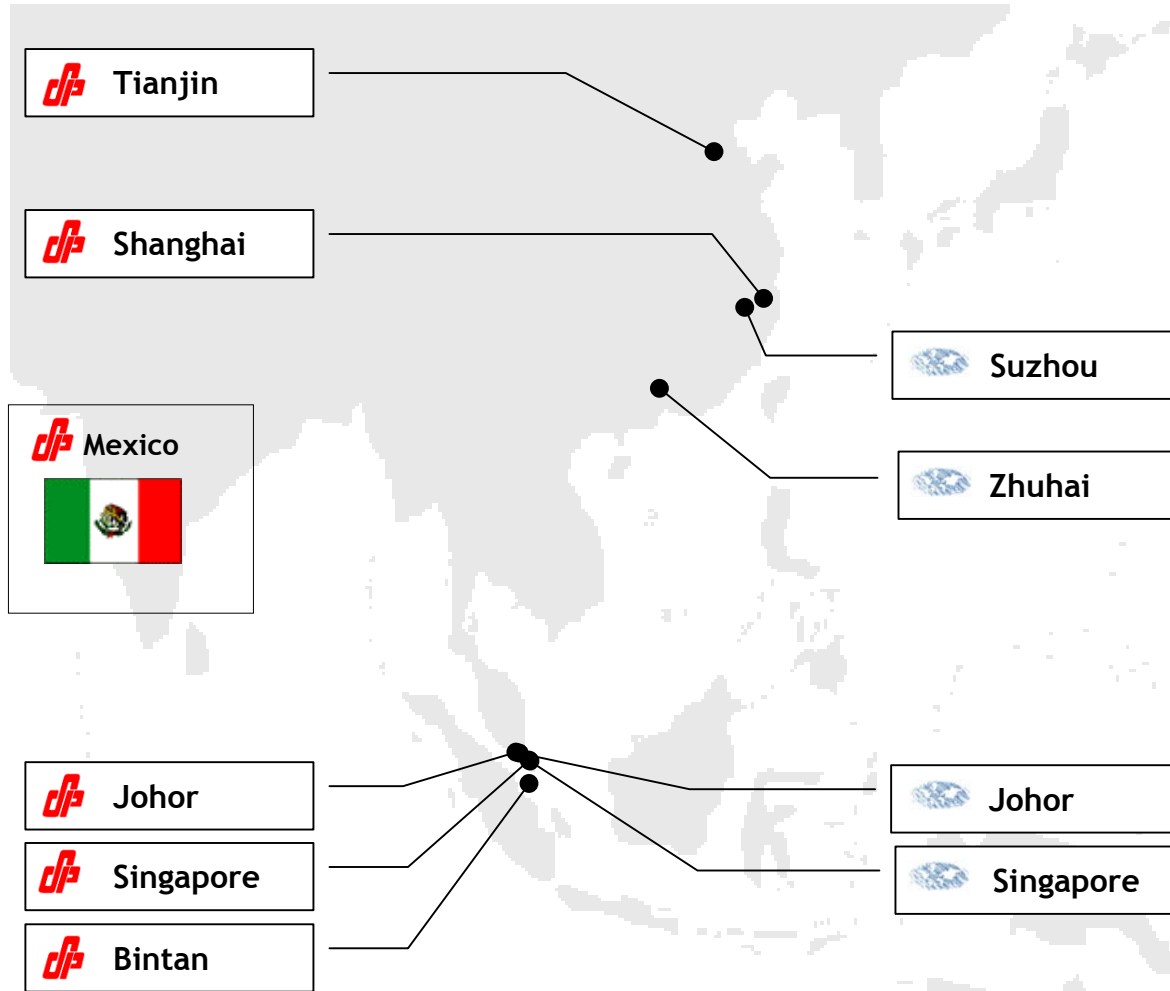 Tianjin
Shanghai
Suzhou
Mexico
Zhuhai
Johor
Johor
Singapore
Singapore
Bintan